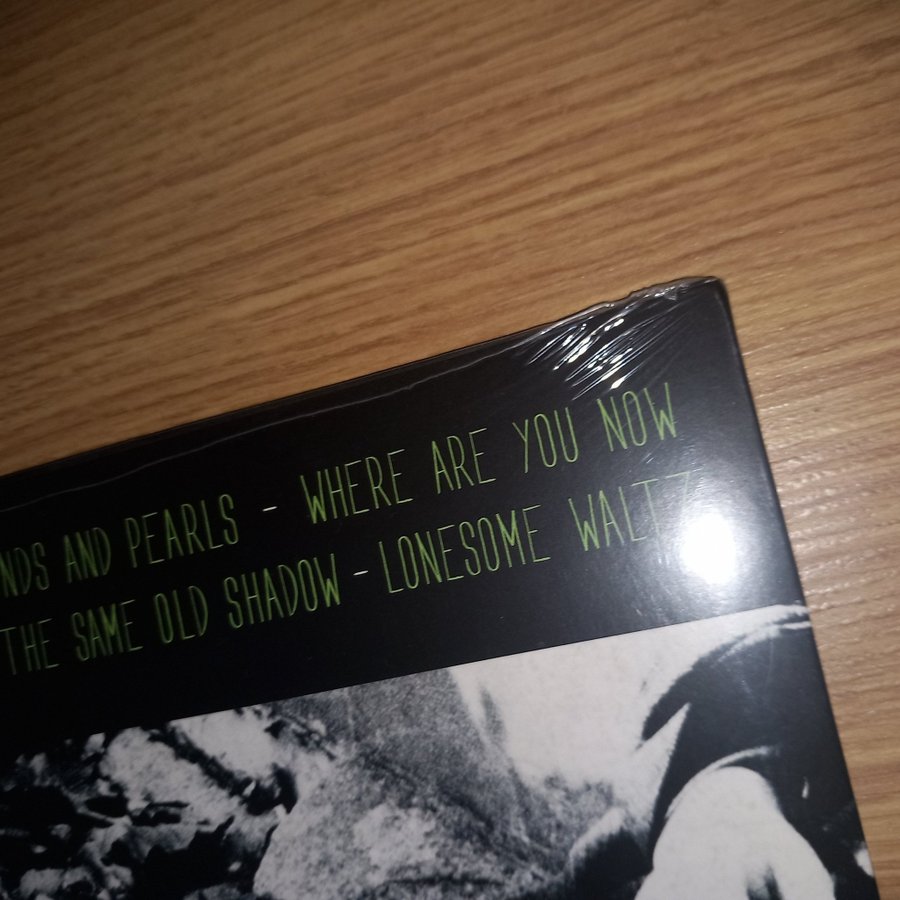 NDS AND PEARLS - WHERE ARE YOU NOW
THE SAME OLD SHADOW - LONESOME WALTZ